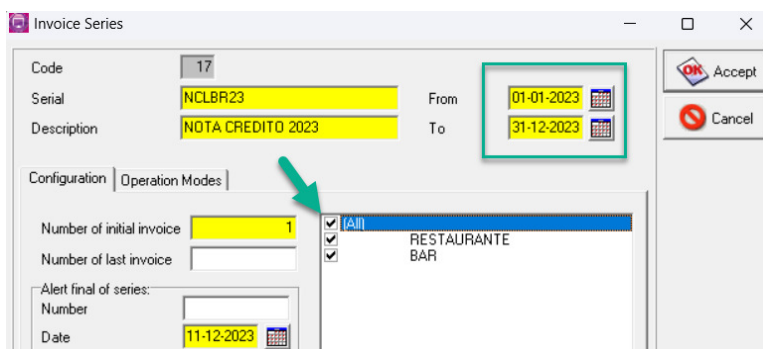 Invoice Series
Code 17
Accept
Serial NCLBR23 From 01-01-2023
Description NOTA CREDITO 2023 To 31-12-2023
Cancel
Configuration Operation Modes
Number of initial invoice 1
(All)
RESTAURANTE
Number of last invoice
BAR
Alert final of series:
Number
Date 11-12-2023